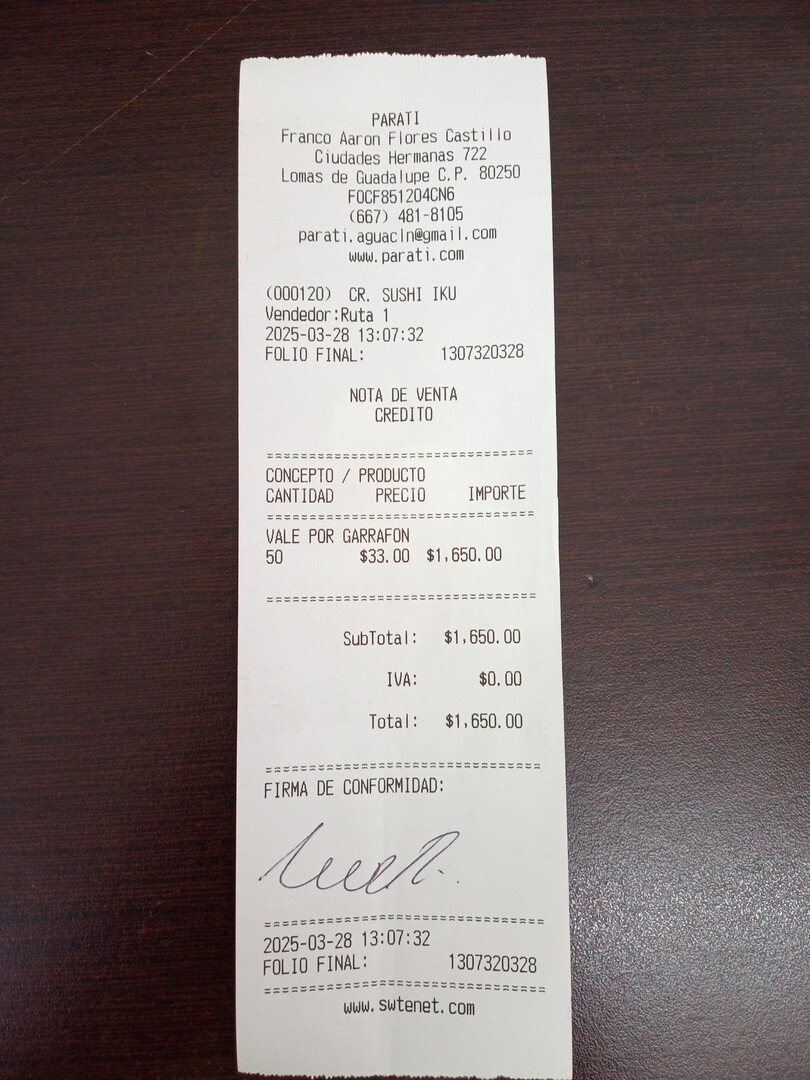 PARATI
Franco Aaron Flores Castillo
Ciudades Hermanas 722
Lomas de Guadalupe C.P. 80250
FOCF851204CN6
(667) 481-8105
parati.aguacln@gmail.com
www.parati.com
(000120) CR. SUSHI IKU
Vendedor:Ruta 1
2025-03-28 13:07:32
FOLIO FINAL: 1307320328
NOTA DE VENTA
CREDITO
===============================
CONCEPTO / PRODUCTO
CANTIDAD PRECIO IMPORTE
===============================
VALE POR GARRAFON
50 $33.00 $1,650.00
===============================
SubTotal: $1,650.00
IVA: $0.00
Total: $1,650.00
===============================
FIRMA DE CONFORMIDAD:
===============================
2025-03-28 13:07:32
FOLIO FINAL: 1307320328
===============================
www.swtenet.com